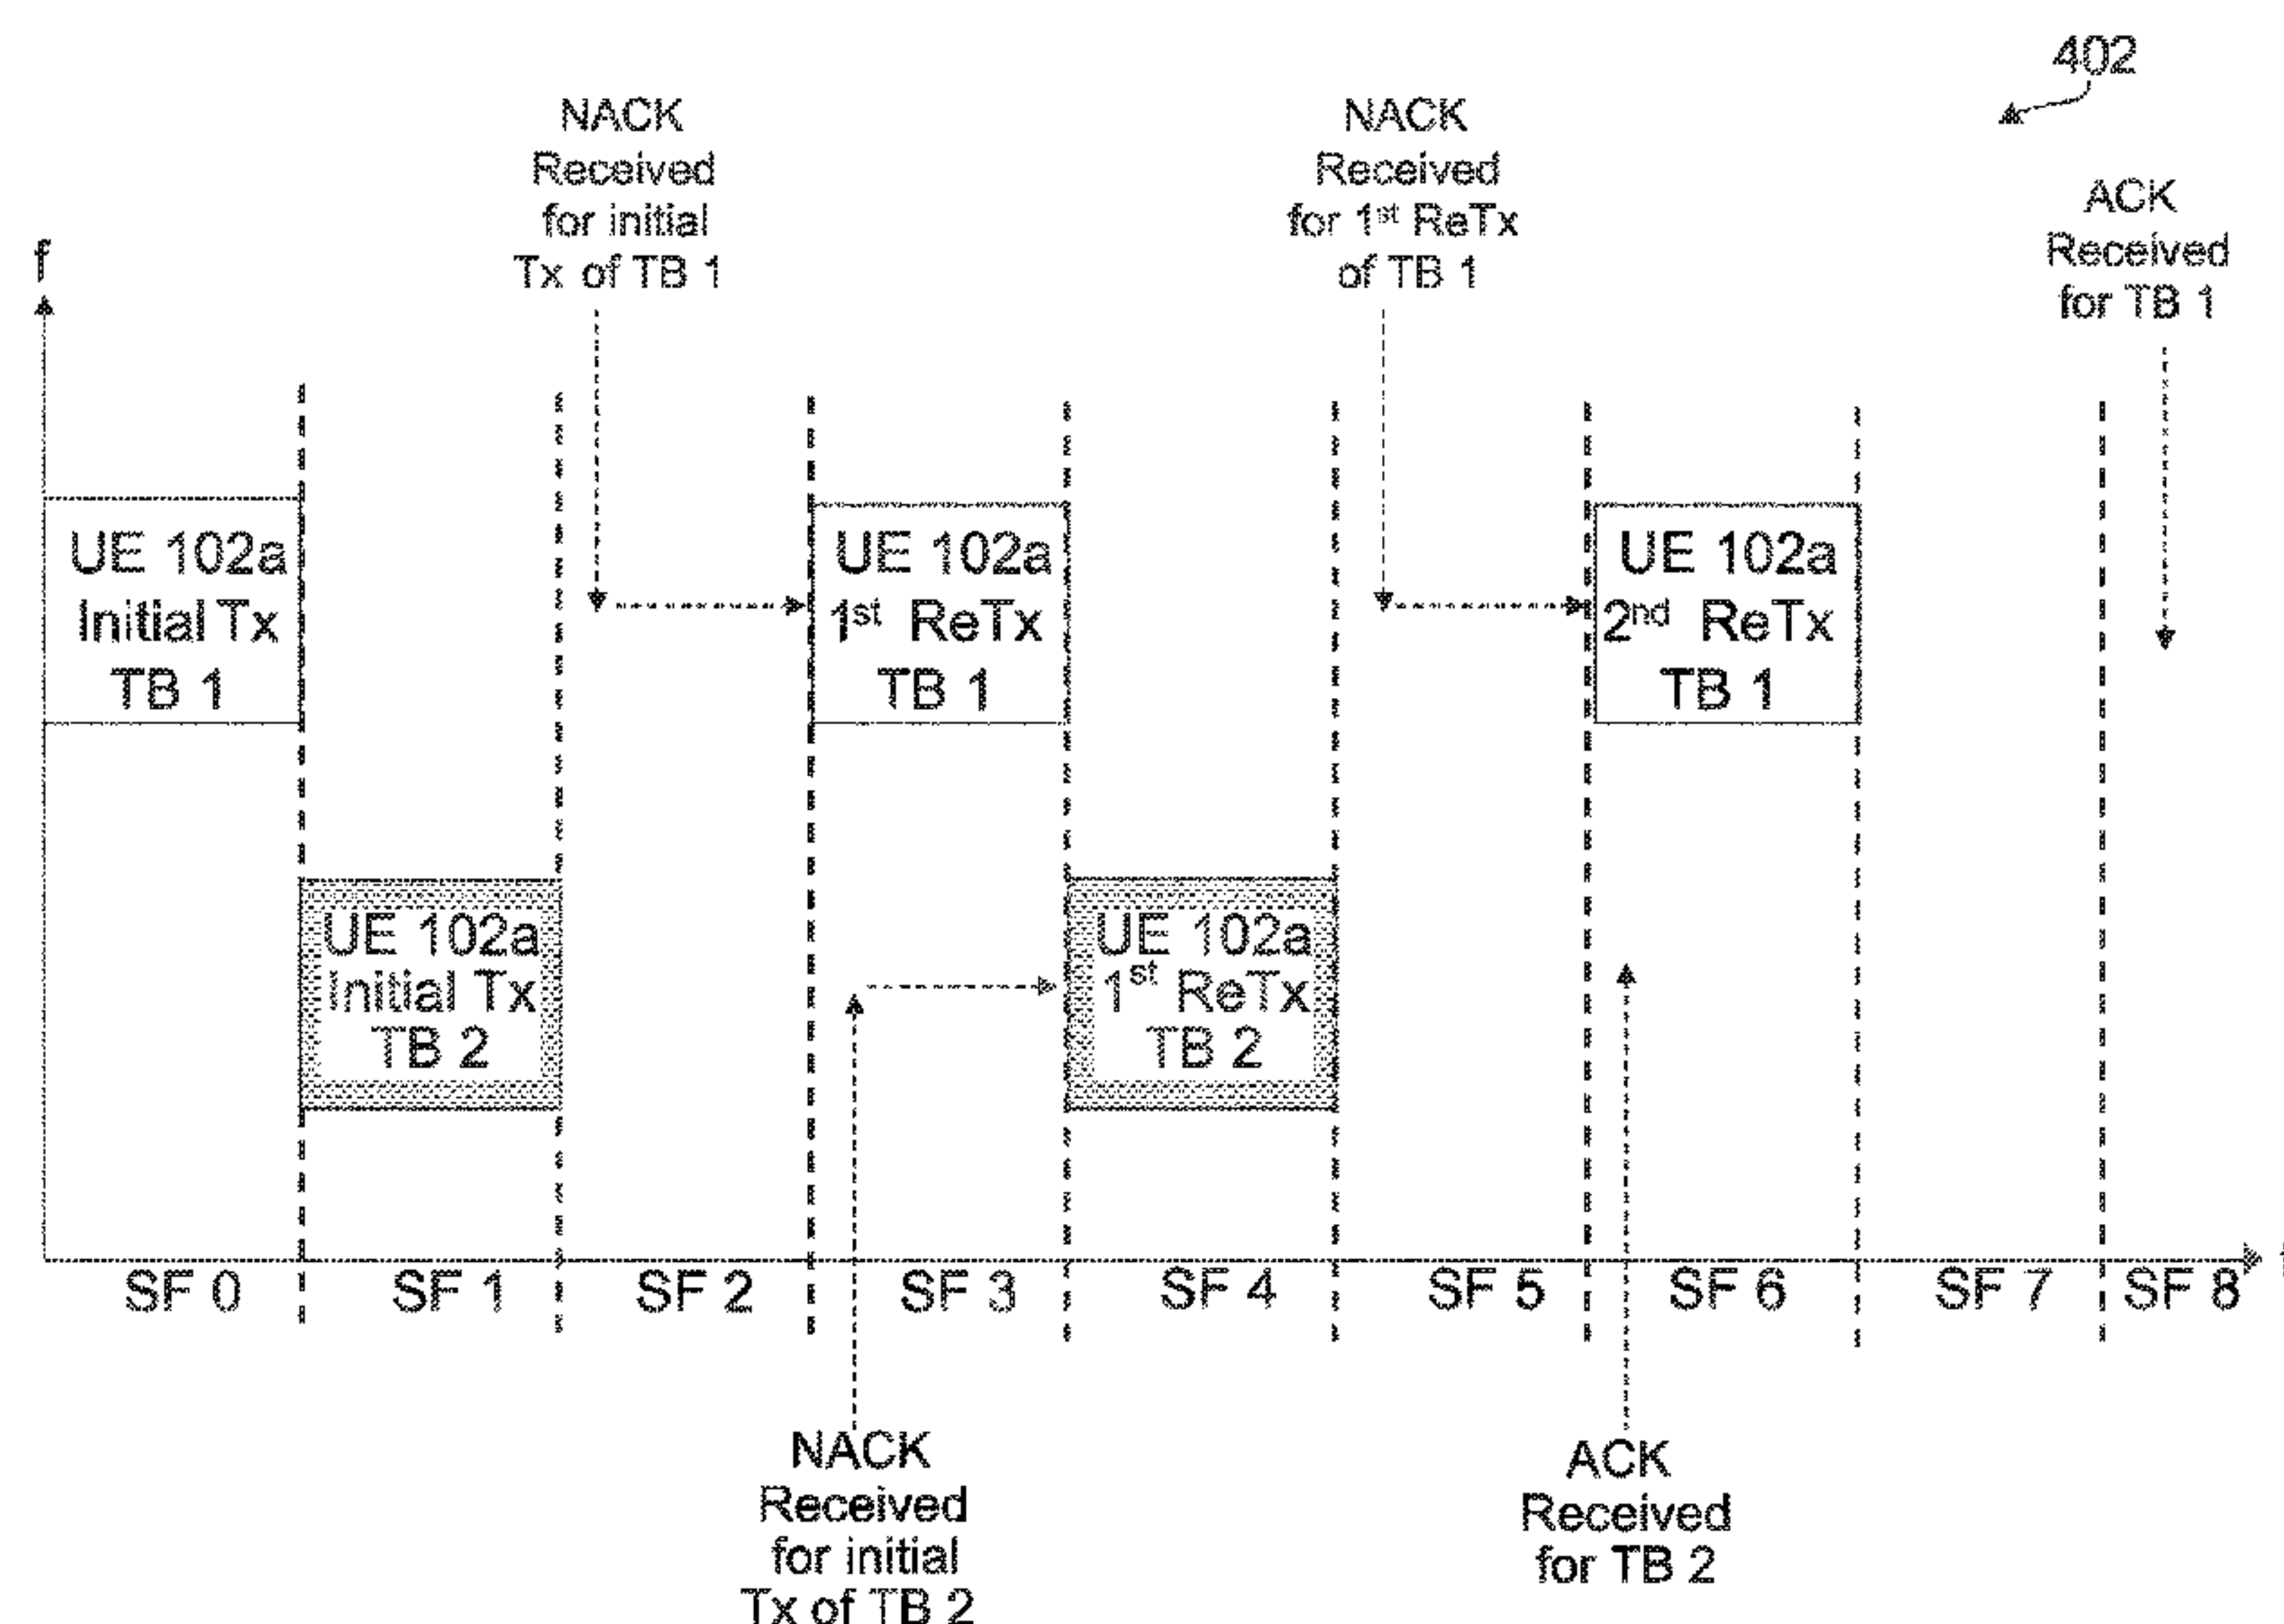 402
NACK
Received
for initial
Tx of TB 1
NACK
Received
for 1st ReTx
of TB 1
ACK
Received
for TB 1
f
UE 102a
Initial Tx
TB 1
UE 102a
1st ReTx
TB 1
UE 102a
2nd ReTx
TB 1
UE 102a
Initial Tx
TB 2
UE 102a
1st ReTx
TB 2
SF 0 SF 1 SF 2 SF 3 SF 4 SF 5 SF 6 SF 7 SF 8
NACK
Received
for initial
Tx of TB 2
ACK
Received
for TB 2